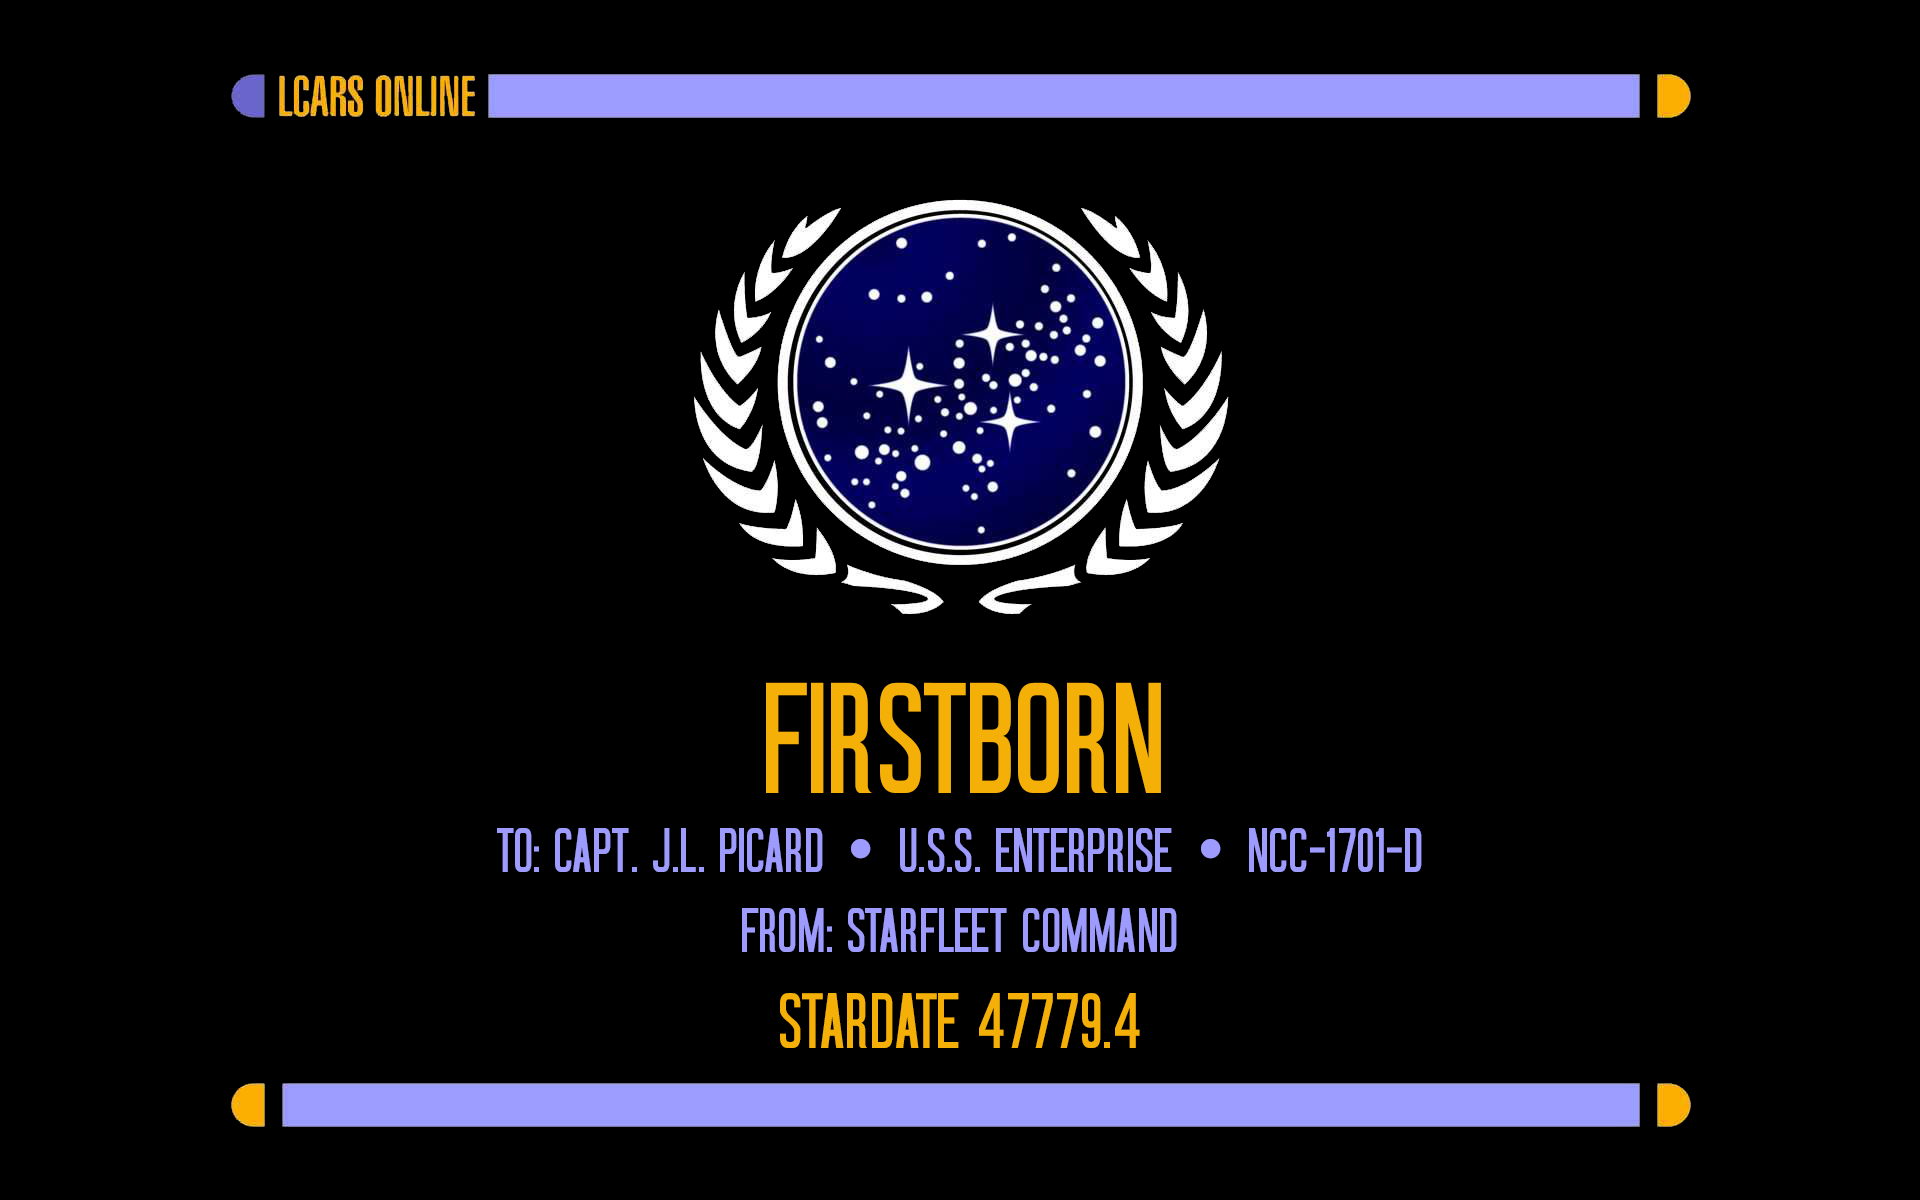 LCARS ONLINE
FIRSTBORN
TO: CAPT. J.L. PICARD • U.S.S. ENTERPRISE • NCC-1701-D
FROM: STARFLEET COMMAND
STARDATE 47779.4